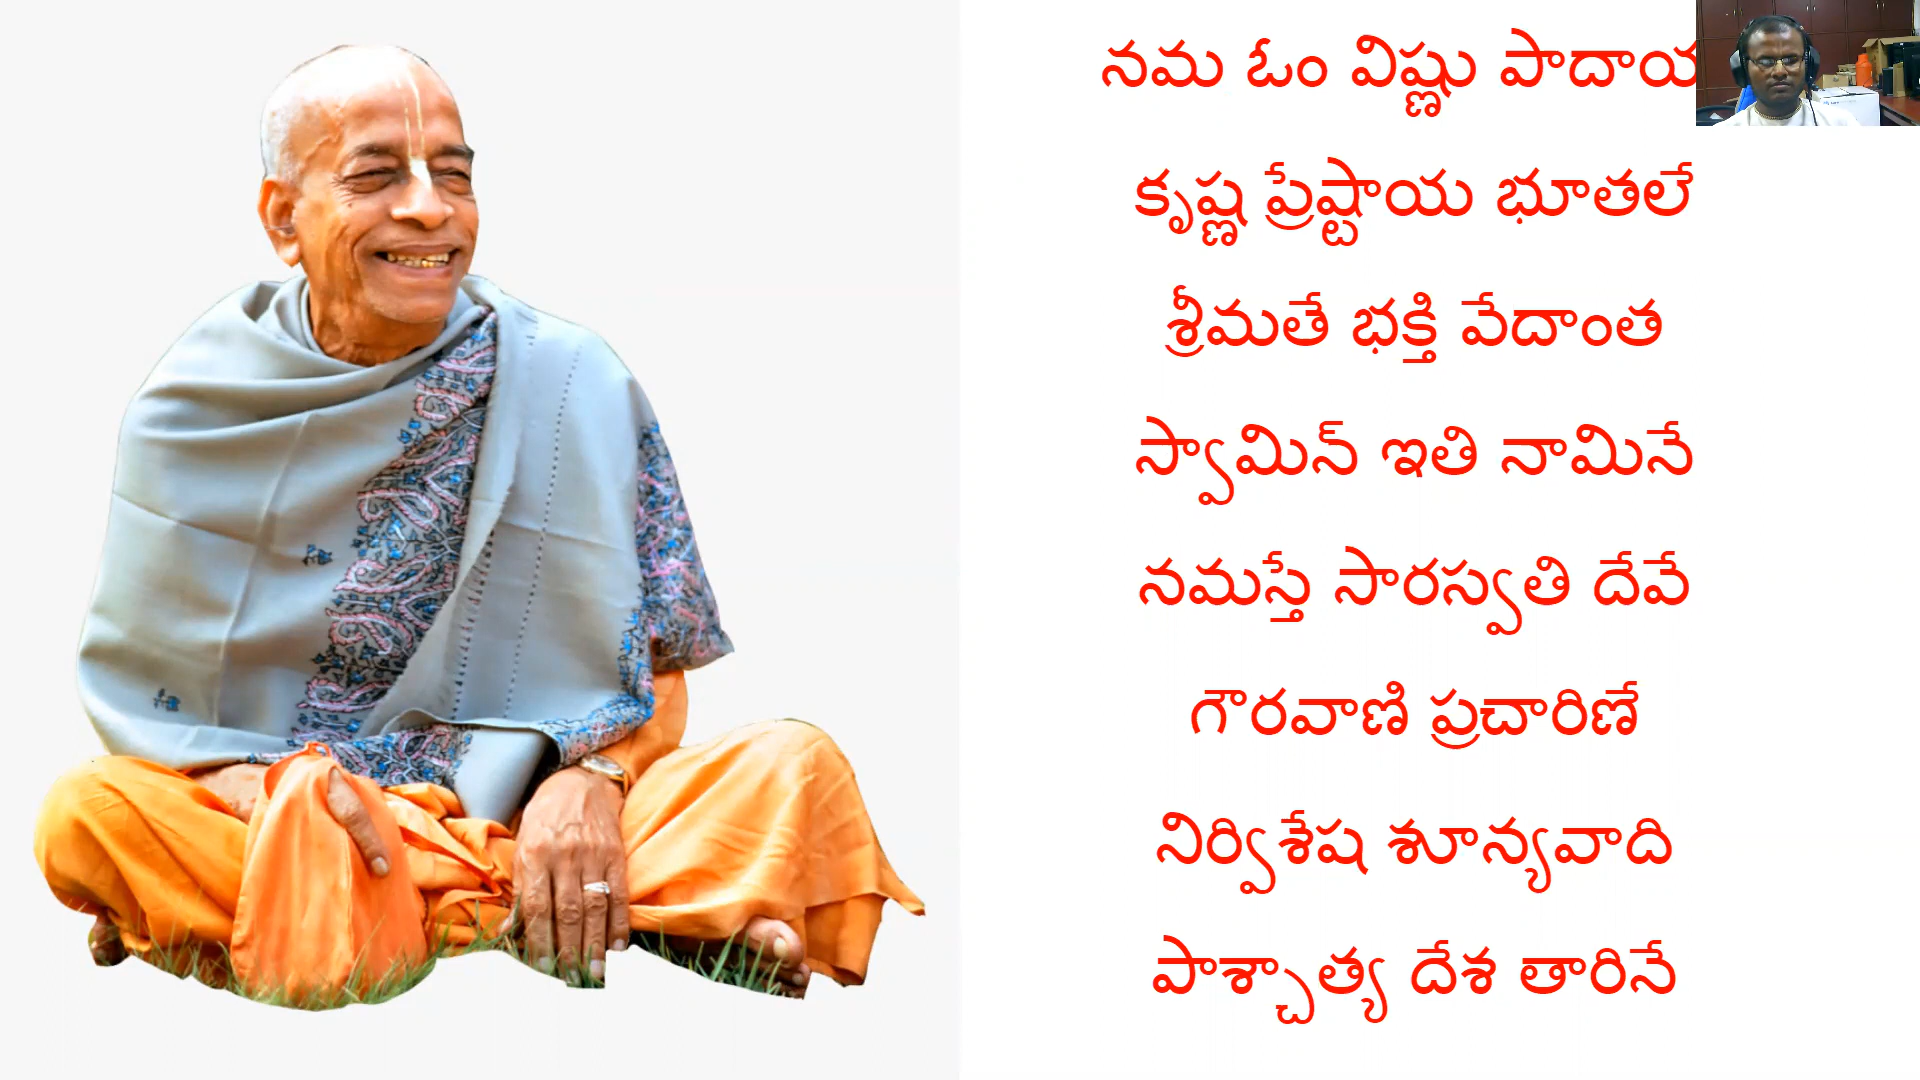 నమ ఓం విష్ణు పాదాయ
కృష్ణ ప్రేష్టాయ భూతలే
శ్రీమతే భక్తి వేదాంత
స్వామిన్ ఇతి నామినే
నమస్తే సారస్వతి దేవే
గౌరవాణి ప్రచారిణే
నిర్విశేష శూన్యవాది
పాశ్చాత్య దేశ తారినే